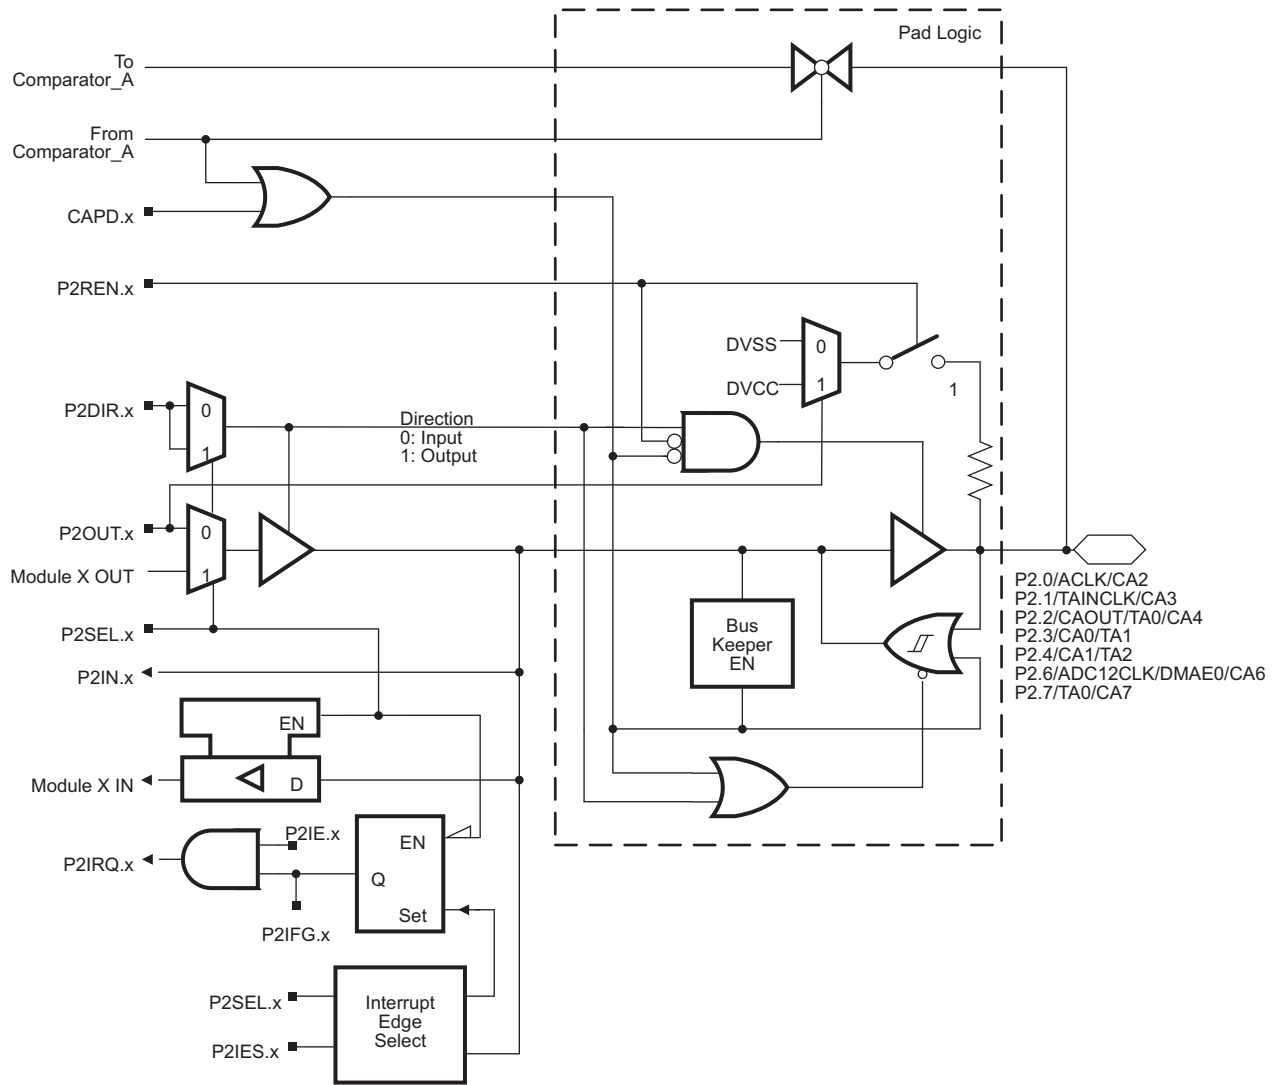 Pad Logic
To
Comparator_A
From
Comparator_A
CAPD.x
P2REN.x
DVSS
0
DVCC
1
1
P2DIR.x
0
1
Direction
0: Input
1: Output
P2OUT.x
0
Module X OUT
1
P2SEL.x
P2IN.x
Bus
Keeper
EN
P2.0/ACLK/CA2
P2.1/TAINCLK/CA3
P2.2/CAOUT/TA0/CA4
P2.3/CA0/TA1
P2.4/CA1/TA2
P2.6/ADC12CLK/DMAE0/CA6
P2.7/TA0/CA7
EN
Module X IN
D
P2IE.x
EN
P2IRQ.x
Q
Set
P2IFG.x
P2SEL.x
Interrupt
Edge
Select
P2IES.x